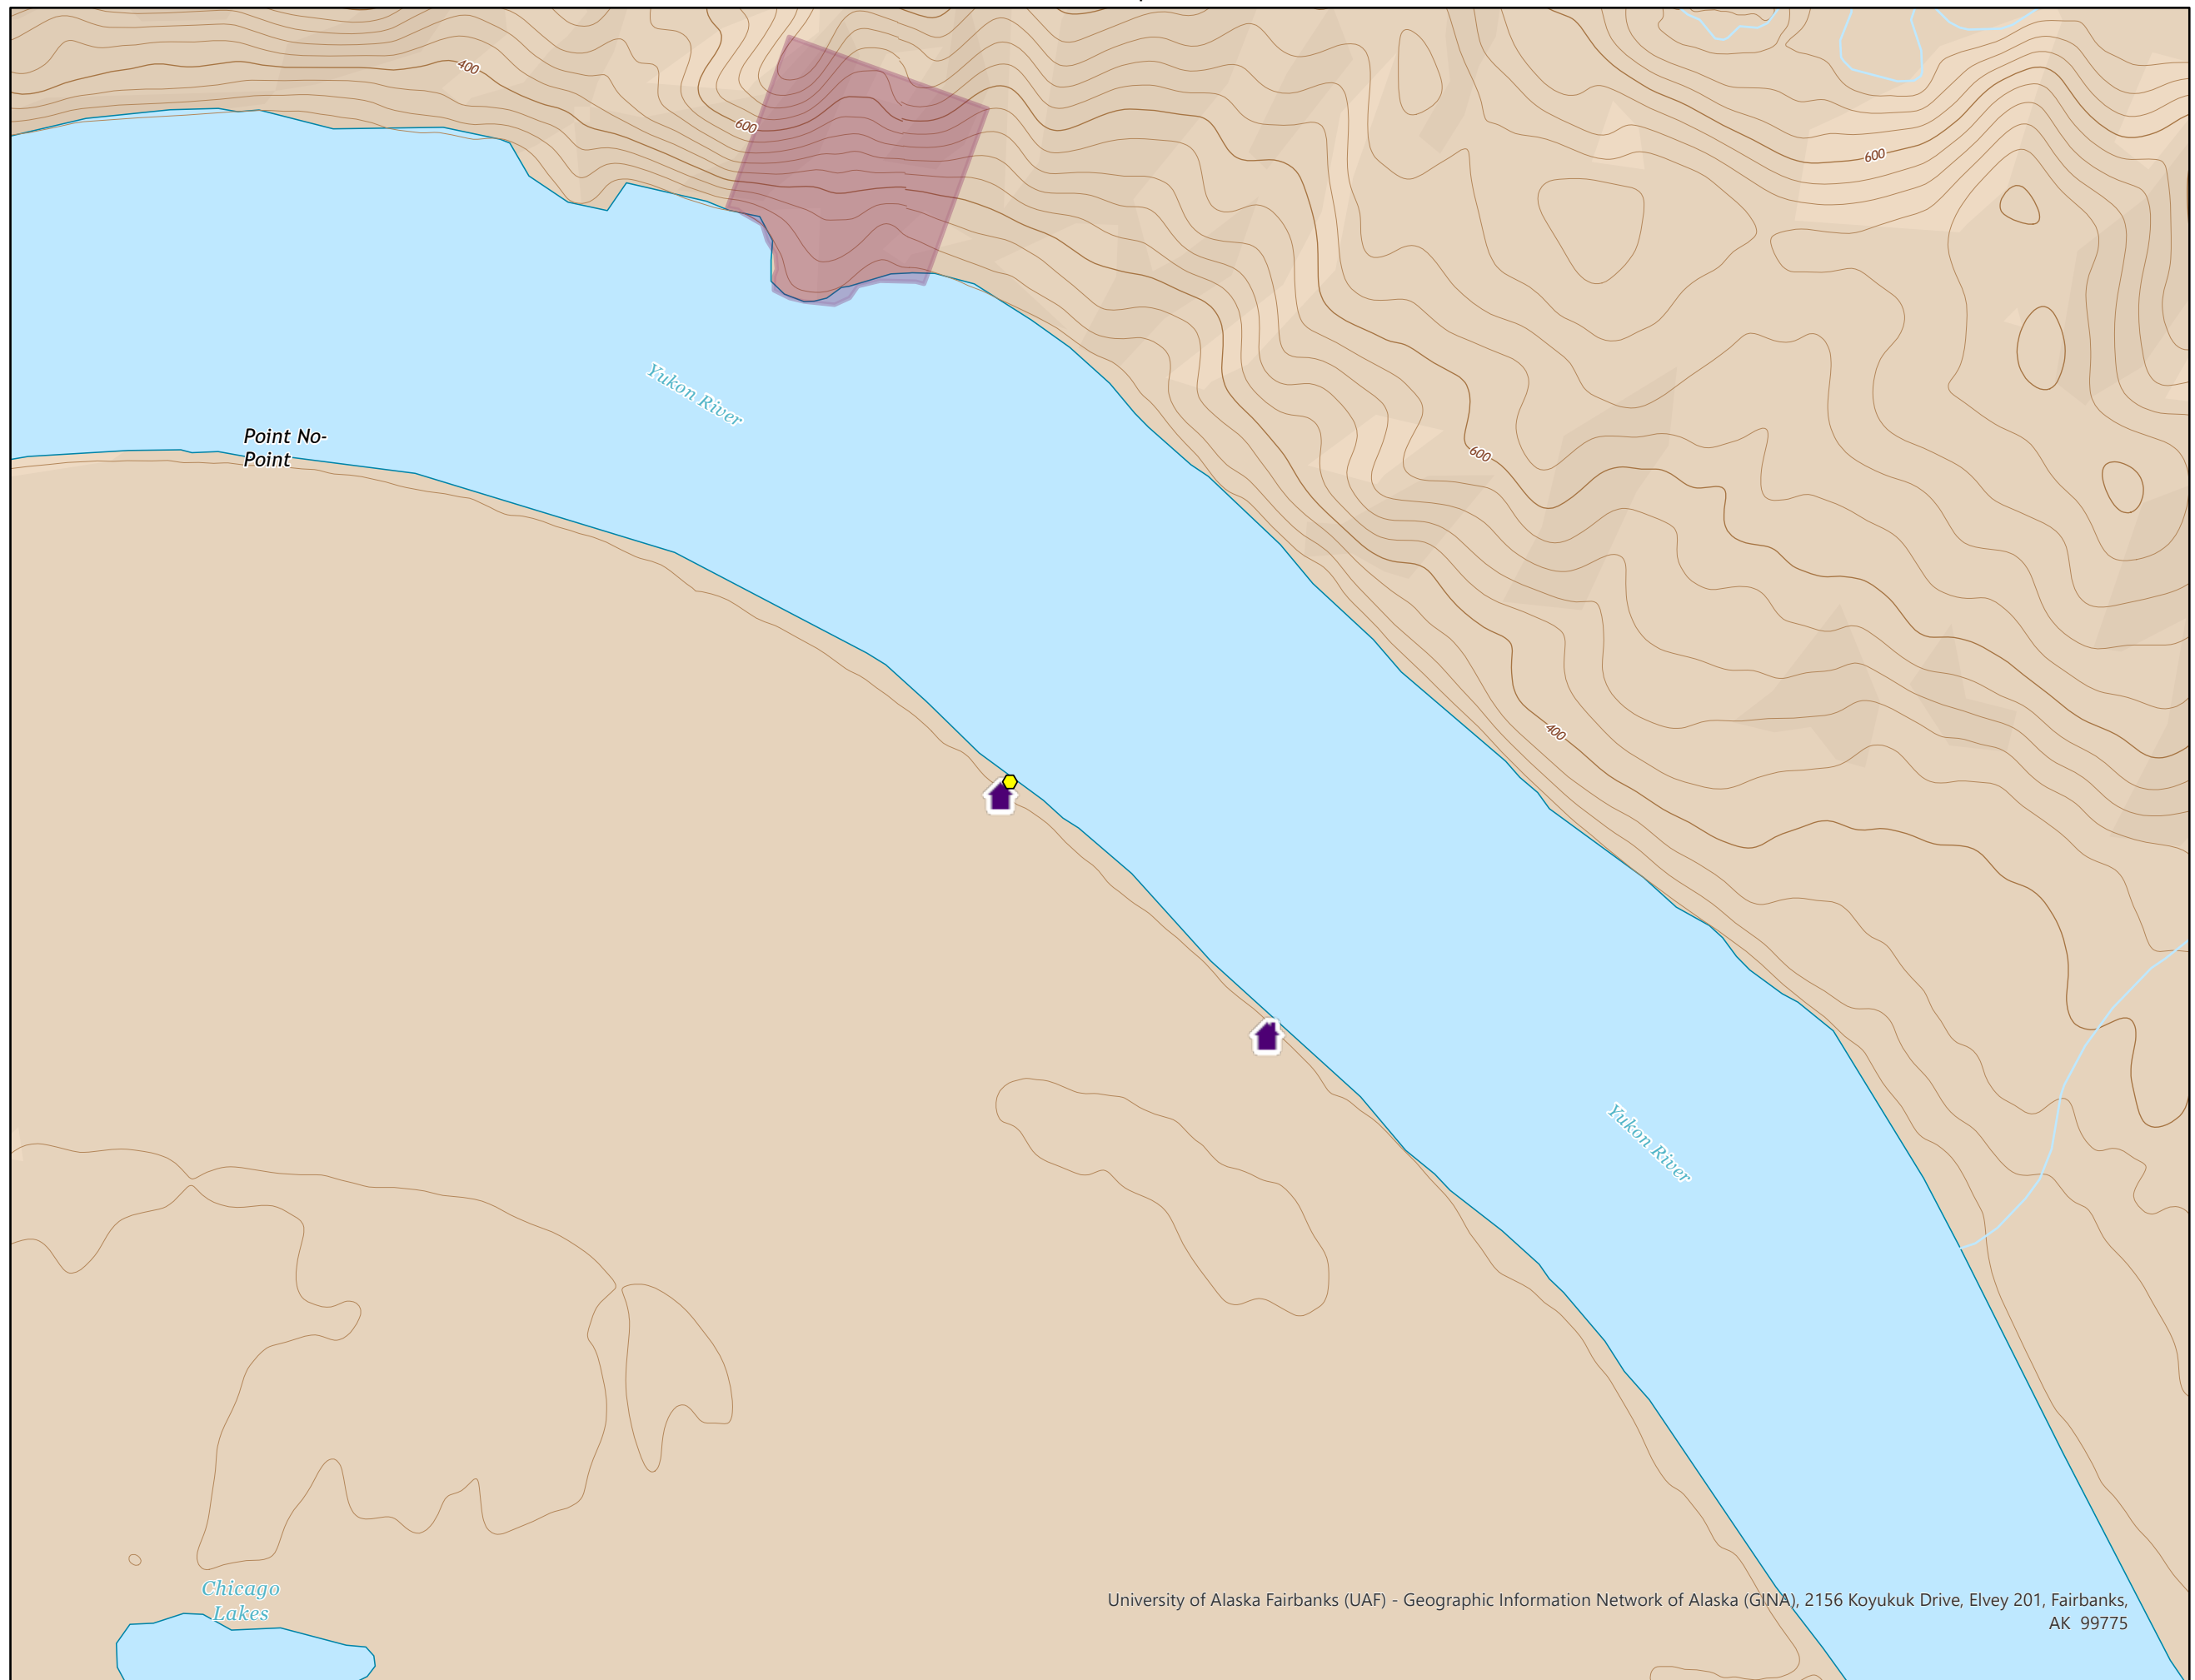 400
600
600
Yukon River
Point No-
Point
600
400
Yukon River
Chicago
Lakes
University of Alaska Fairbanks (UAF) - Geographic Information Network of Alaska (GINA), 2156 Koyukuk Drive, Elvey 201, Fairbanks,
AK 99775